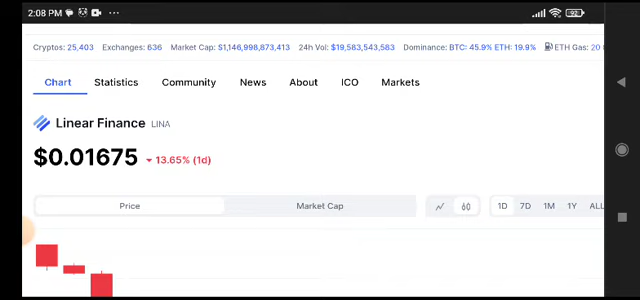 2:08 PM 92
Cryptos: 25,403 Exchanges: 636 Market Cap: $1,146,998,673,413 24h Vol: $19,583,543,583 Dominance: BTC: 45.9% ETH: 19.9% ETH Gas: 20
Chart Statistics Community News About ICO Markets
Linear Finance LINA
$0.01675 13.65% (1d)
Price Market Cap 1D 7D 1M 1Y ALL